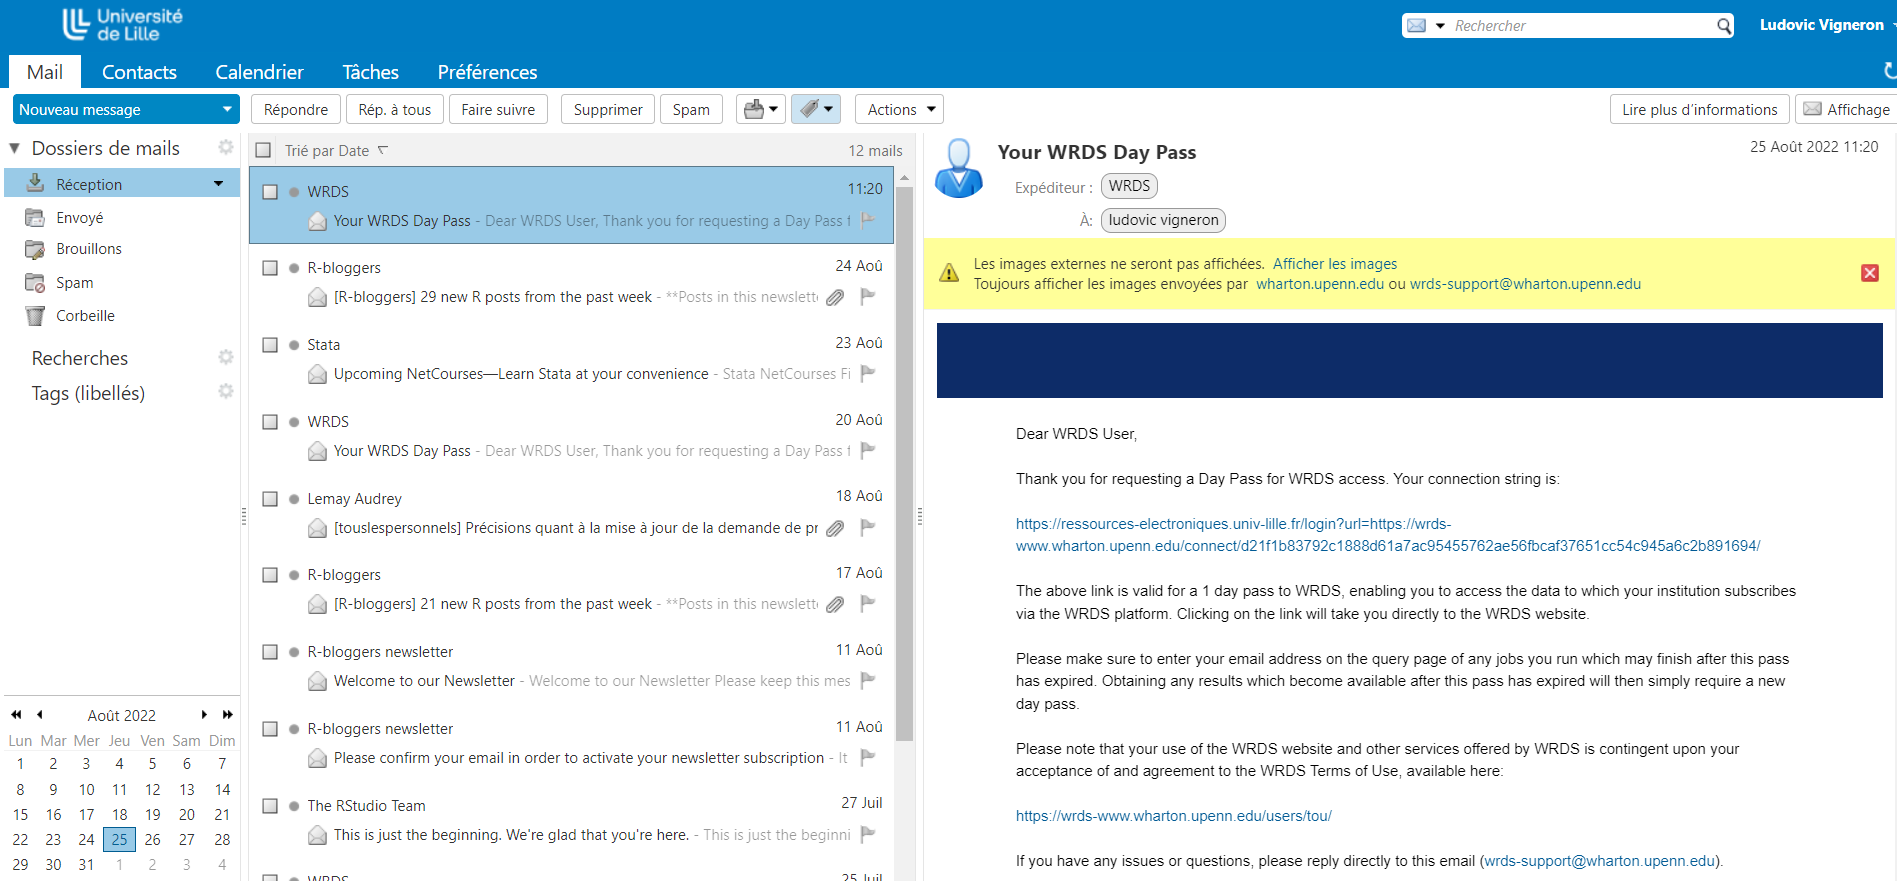 Université
de Lille
Rechercher
Ludovic Vigneron
Mail
Contacts
Calendrier
Tâches
Préférences
Nouveau message
Répondre
Rép. à tous
Faire suivre
Supprimer
Spam
Actions
Lire plus d'informations
Affichage
Dossiers de mails
Réception
Envoyé
Brouillons
Spam
Corbeille
Recherches
Tags (libellés)
Août 2022
Lun Mar Mer Jeu Ven Sam Dim
1 2 3 4 5 6 7
8 9 10 11 12 13 14
15 16 17 18 19 20 21
22 23 24 25 26 27 28
29 30 31 1 2 3 4
Trié par Date
12 mails
WRDS 11:20
Your WRDS Day Pass - Dear WRDS User, Thank you for requesting a Day Pass f
R-bloggers 24 Aoû
[R-bloggers] 29 new R posts from the past week - **Posts in this newslett
Stata 23 Aoû
Upcoming NetCourses—Learn Stata at your convenience - Stata NetCourses Fi
WRDS 20 Aoû
Your WRDS Day Pass - Dear WRDS User, Thank you for requesting a Day Pass f
Lemay Audrey 18 Aoû
[touslespersonnels] Précisions quant à la mise à jour de la demande de pr
R-bloggers 17 Aoû
[R-bloggers] 21 new R posts from the past week - **Posts in this newslett
R-bloggers newsletter 11 Aoû
Welcome to our Newsletter - Welcome to our Newsletter Please keep this mes
R-bloggers newsletter 11 Aoû
Please confirm your email in order to activate your newsletter subscription - It
The RStudio Team 27 Juil
This is just the beginning. We're glad that you're here. - This is just the beginni
WRDS 25 Juil
Your WRDS Day Pass
25 Août 2022 11:20
Expéditeur : WRDS
À: ludovic vigneron
Les images externes ne seront pas affichées. Afficher les images
Toujours afficher les images envoyées par wharton.upenn.edu ou wrds-support@wharton.upenn.edu
Dear WRDS User,
Thank you for requesting a Day Pass for WRDS access. Your connection string is:
https://ressources-electroniques.univ-lille.fr/login?url=https://wrds-
www.wharton.upenn.edu/connect/d21f1b83792c1888d61a7ac95455762ae56fbcaf37651cc54c945a6c2b891694/
The above link is valid for a 1 day pass to WRDS, enabling you to access the data to which your institution subscribes
via the WRDS platform. Clicking on the link will take you directly to the WRDS website.
Please make sure to enter your email address on the query page of any jobs you run which may finish after this pass
has expired. Obtaining any results which become available after this pass has expired will then simply require a new
day pass.
Please note that your use of the WRDS website and other services offered by WRDS is contingent upon your
acceptance of and agreement to the WRDS Terms of Use, available here:
https://wrds-www.wharton.upenn.edu/users/tou/
If you have any issues or questions, please reply directly to this email (wrds-support@wharton.upenn.edu).